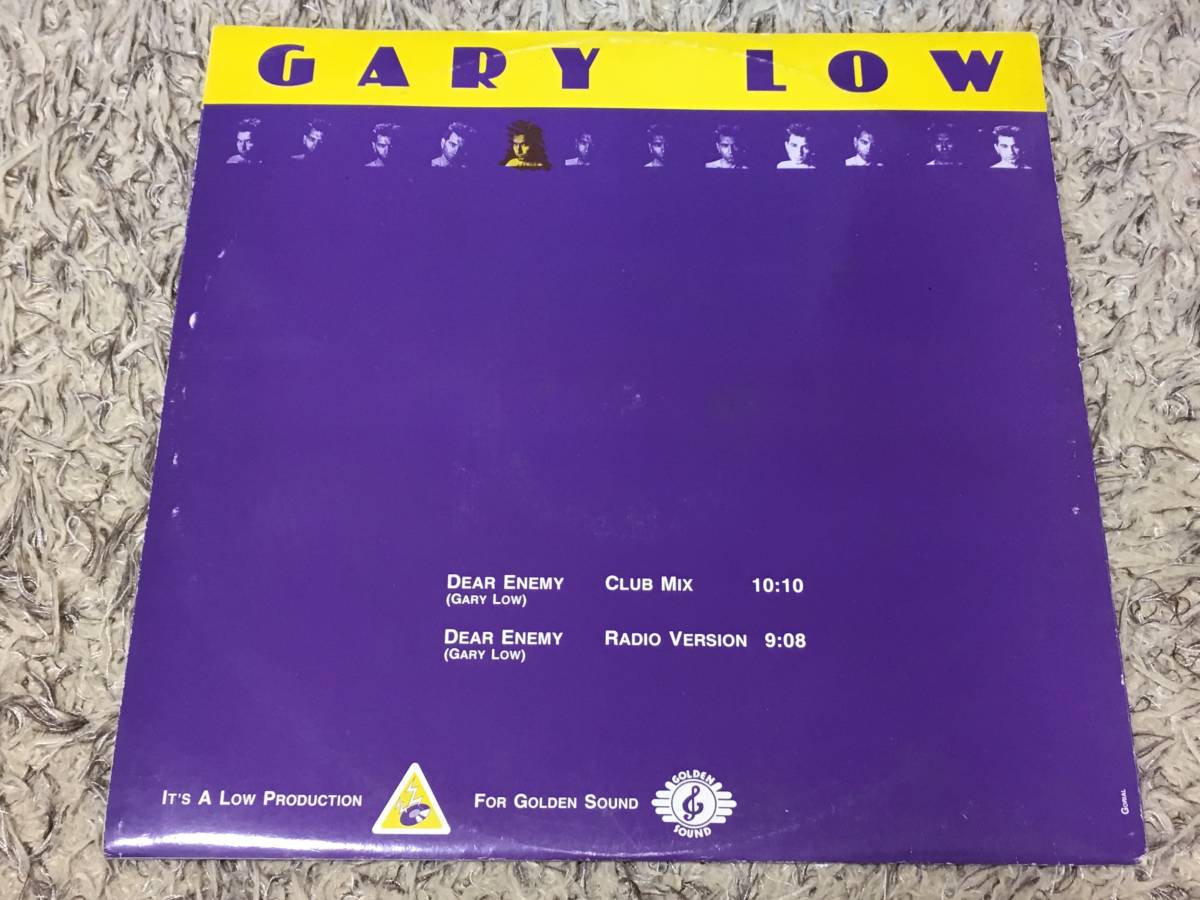 GARY LOW
DEAR ENEMY CLUB MIX 10:10
(GARY LOW)
DEAR ENEMY RADIO VERSION 9:08
(GARY LOW)
IT'S A LOW PRODUCTION
FOR GOLDEN SOUND
GOLDEN
SOUND
GORIAL